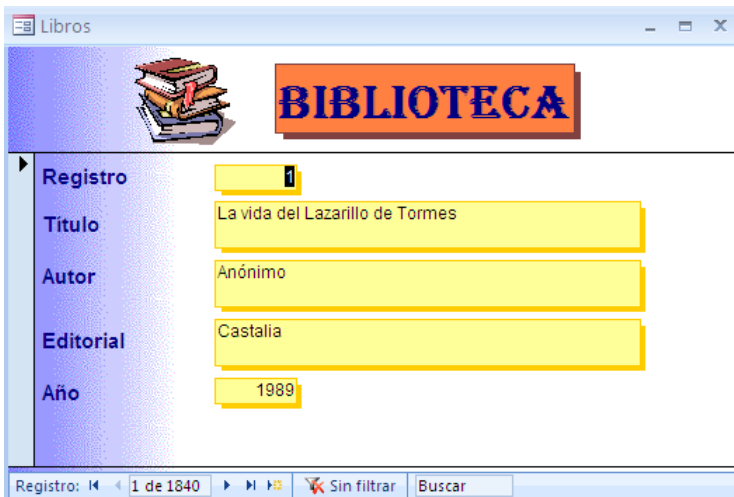 Libros
BIBLIOTECA
Registro 1
Título La vida del Lazarillo de Tormes
Autor Anónimo
Editorial Castalia
Año 1989
Registro: 1 de 1840 Sin filtrar Buscar